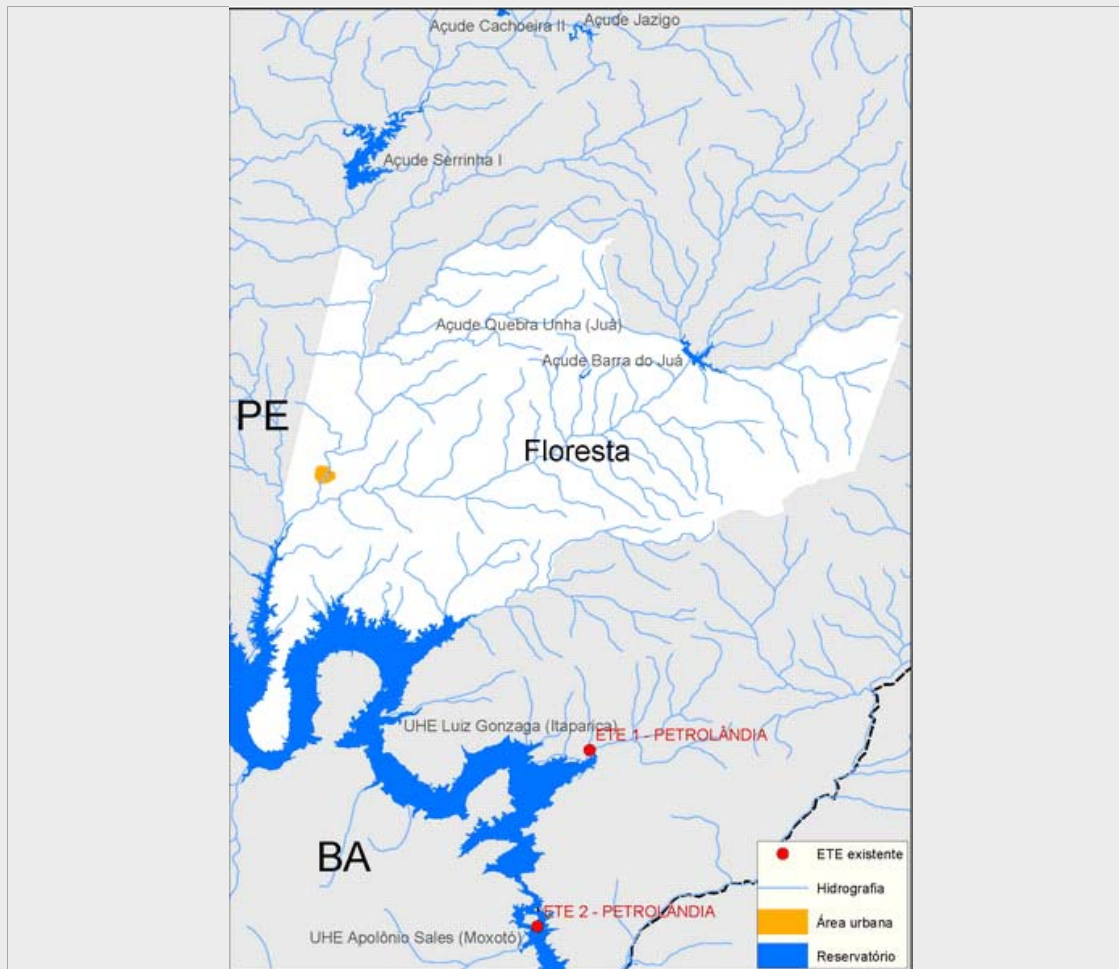 Açude Cachoeira II
Açude Jazigo
Açude Serrinha I
Açude Quebra Unha (Juá)
Açude Barra do Juá
PE
Floresta
UHE Luiz Gonzaga (Itaparica)
ETE 1 - PETROLÂNDIA
BA
ETE 2 - PETROLÂNDIA
UHE Apolônio Sales (Moxotó)
ETE existente
Hidrografia
Área urbana
Reservatório